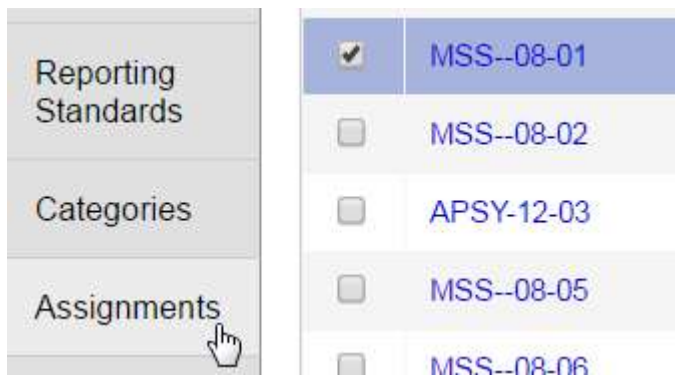 Reporting
Standards
Categories
Assignments
MSS--08-01
MSS--08-02
APSY-12-03
MSS--08-05
MSS--08-06